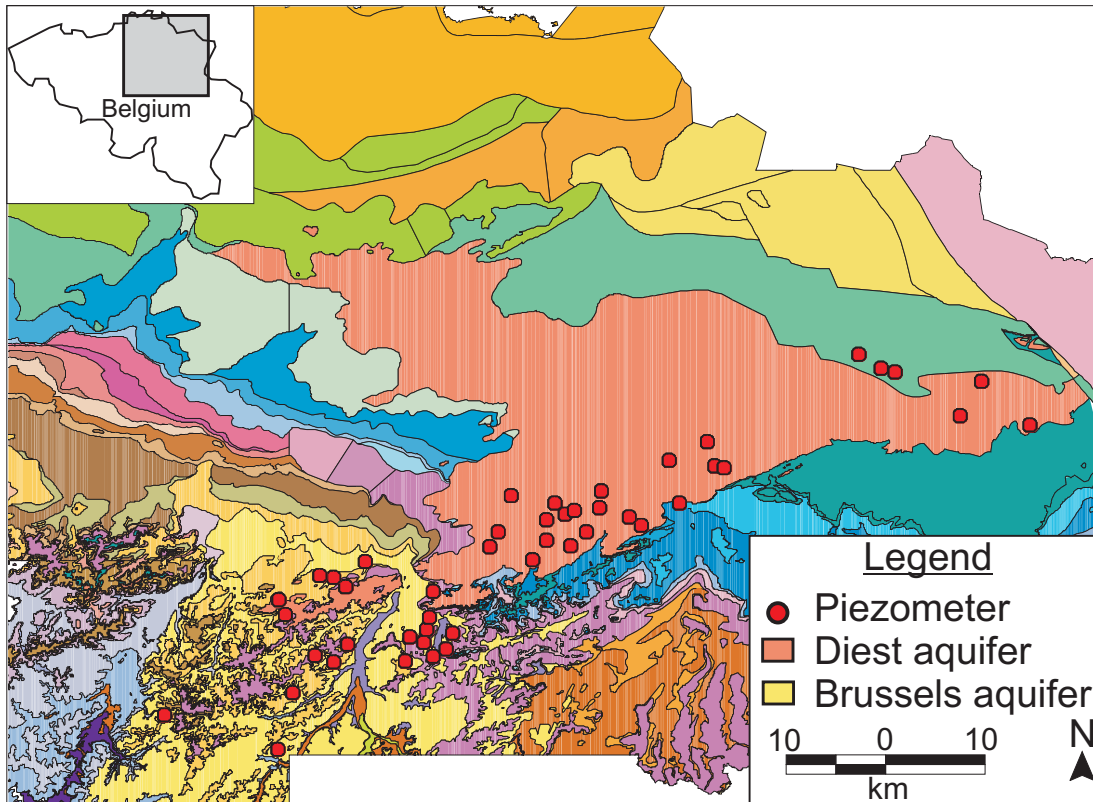 Belgium
Legend
Piezometer
Diest aquifer
Brussels aquifer
10 0 10
km
N